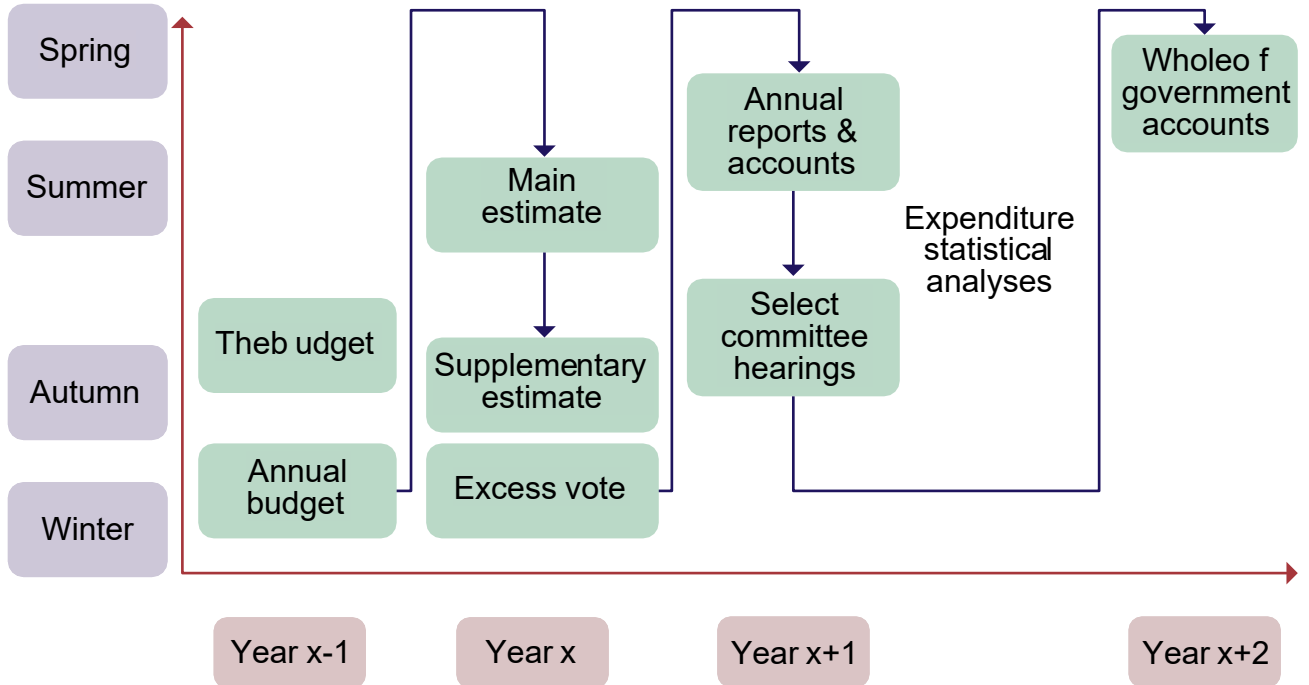 Spring
Summer
Autumn
Winter
Theb udget
Annual
budget
Main
estimate
Supplementary
estimate
Excess vote
Annual
reports &
accounts
Select
committee
hearings
Expenditure
statistical
analyses
Wholeo f
government
accounts
Year x-1
Year x
Year x+1
Year x+2